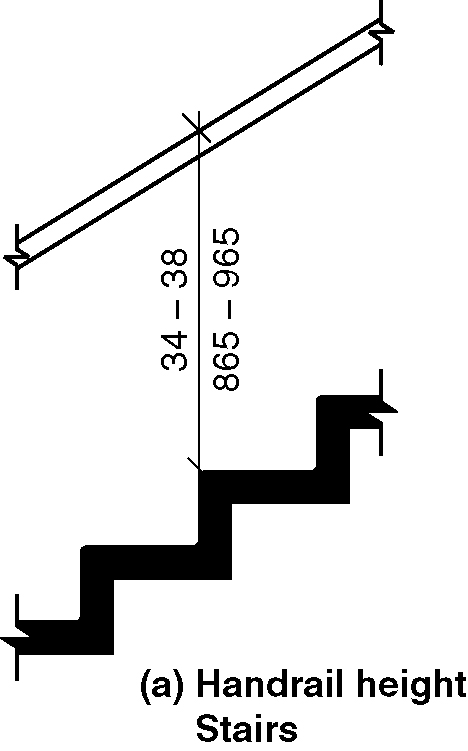 34 – 38
865 – 965
(a) Handrail height
Stairs